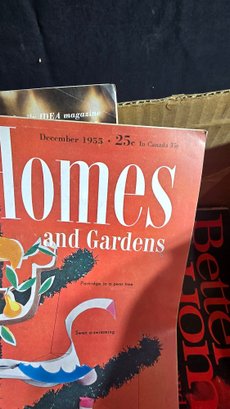 IDEA magazine
December 1953 · 25c In Canada 35c
Homes
and Gardens
Partridge in a pear tree
Swan a-swimming
Better
Hom